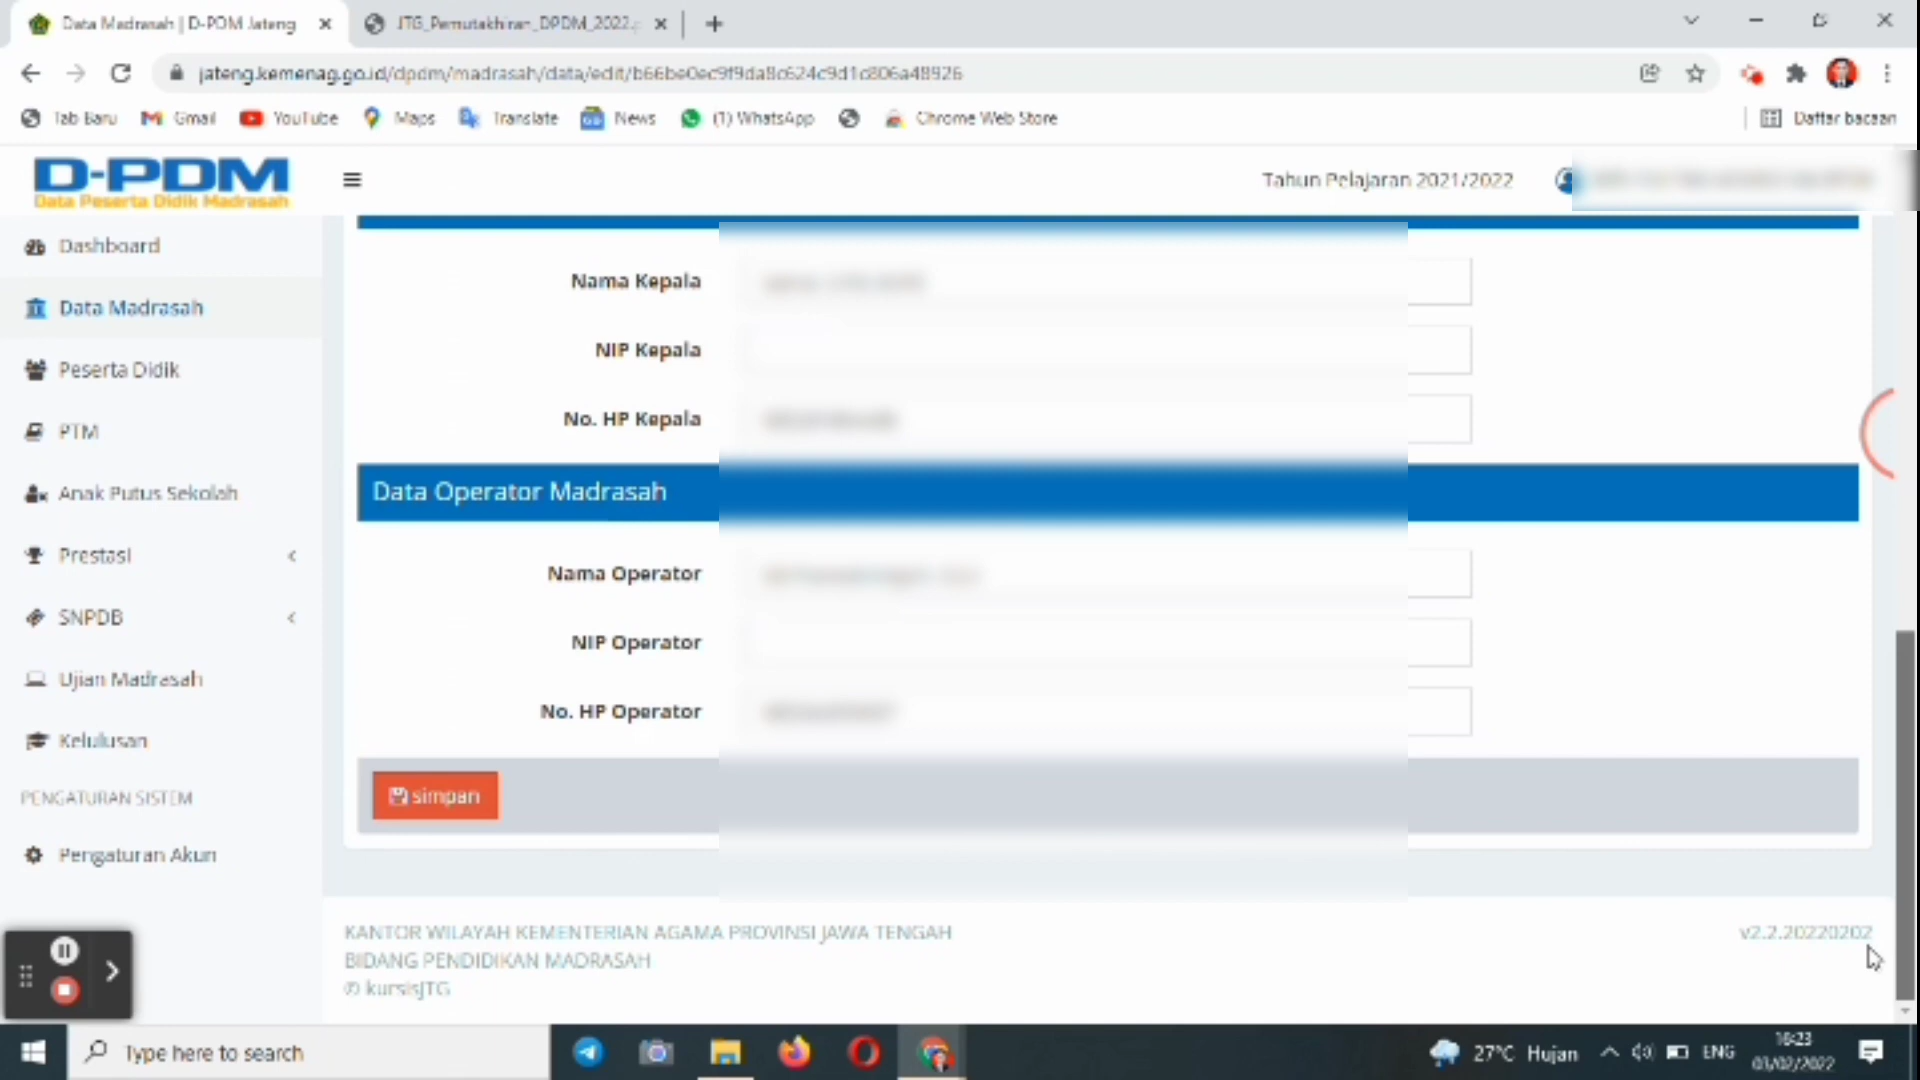 Data Madrasah | D-PDM Jateng
JTG_Pemutakhiran_DPDM_2022.p
jateng.kemenag.go.id/dpdm/madrasah/data/edit/b66be0ec9f9da8c624c9d1d806a48926
Tab Baru
Gmail
YouTube
Maps
Translate
News
(1) WhatsApp
Chrome Web Store
Daftar bacaan
D-PDM
Data Peserta Didik Madrasah
Tahun Pelajaran 2021/2022
Dashboard
Data Madrasah
Peserta Didik
PTM
Anak Putus Sekolah
Prestasi
SNPDB
Ujian Madrasah
Kelulusan
PENGATURAN SISTEM
Pengaturan Akun
Nama Kepala
NIP Kepala
No. HP Kepala
Data Operator Madrasah
Nama Operator
NIP Operator
No. HP Operator
simpan
KANTOR WILAYAH KEMENTERIAN AGAMA PROVINSI JAWA TENGAH
BIDANG PENDIDIKAN MADRASAH
© kursisJTG
v2.2.20220202
Type here to search
27°C Hujan
ENG
16:23
03/02/2022